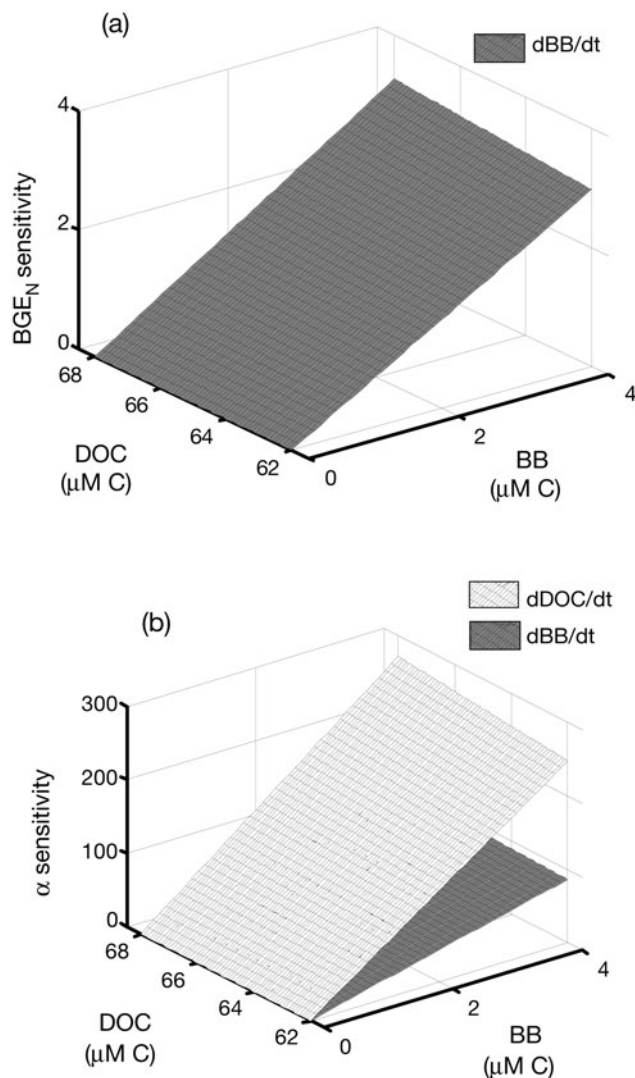 (a)
dBB/dt
4
2
0
BGE_N sensitivity
68
66
64
62
DOC
(μM C)
0
2
4
BB
(μM C)
(b)
dDOC/dt
dBB/dt
300
200
100
0
α sensitivity
68
66
64
62
DOC
(μM C)
0
2
4
BB
(μM C)